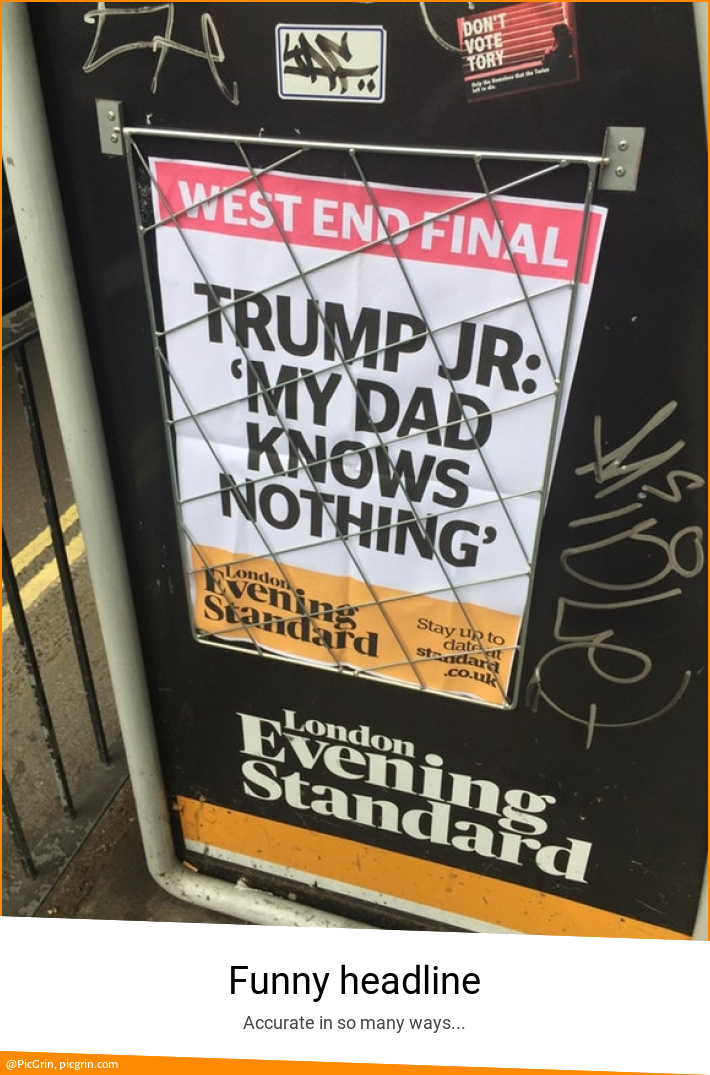 DON'T
VOTE
TORY
WEST END FINAL
TRUMP JR:
‘MY DAD
KNOWS
NOTHING’
London
Evening
Standard
Stay up to
date at
standard
.co.uk
London
Evening
Standard
Funny headline
Accurate in so many ways...
@PicGrin, picgrin.com